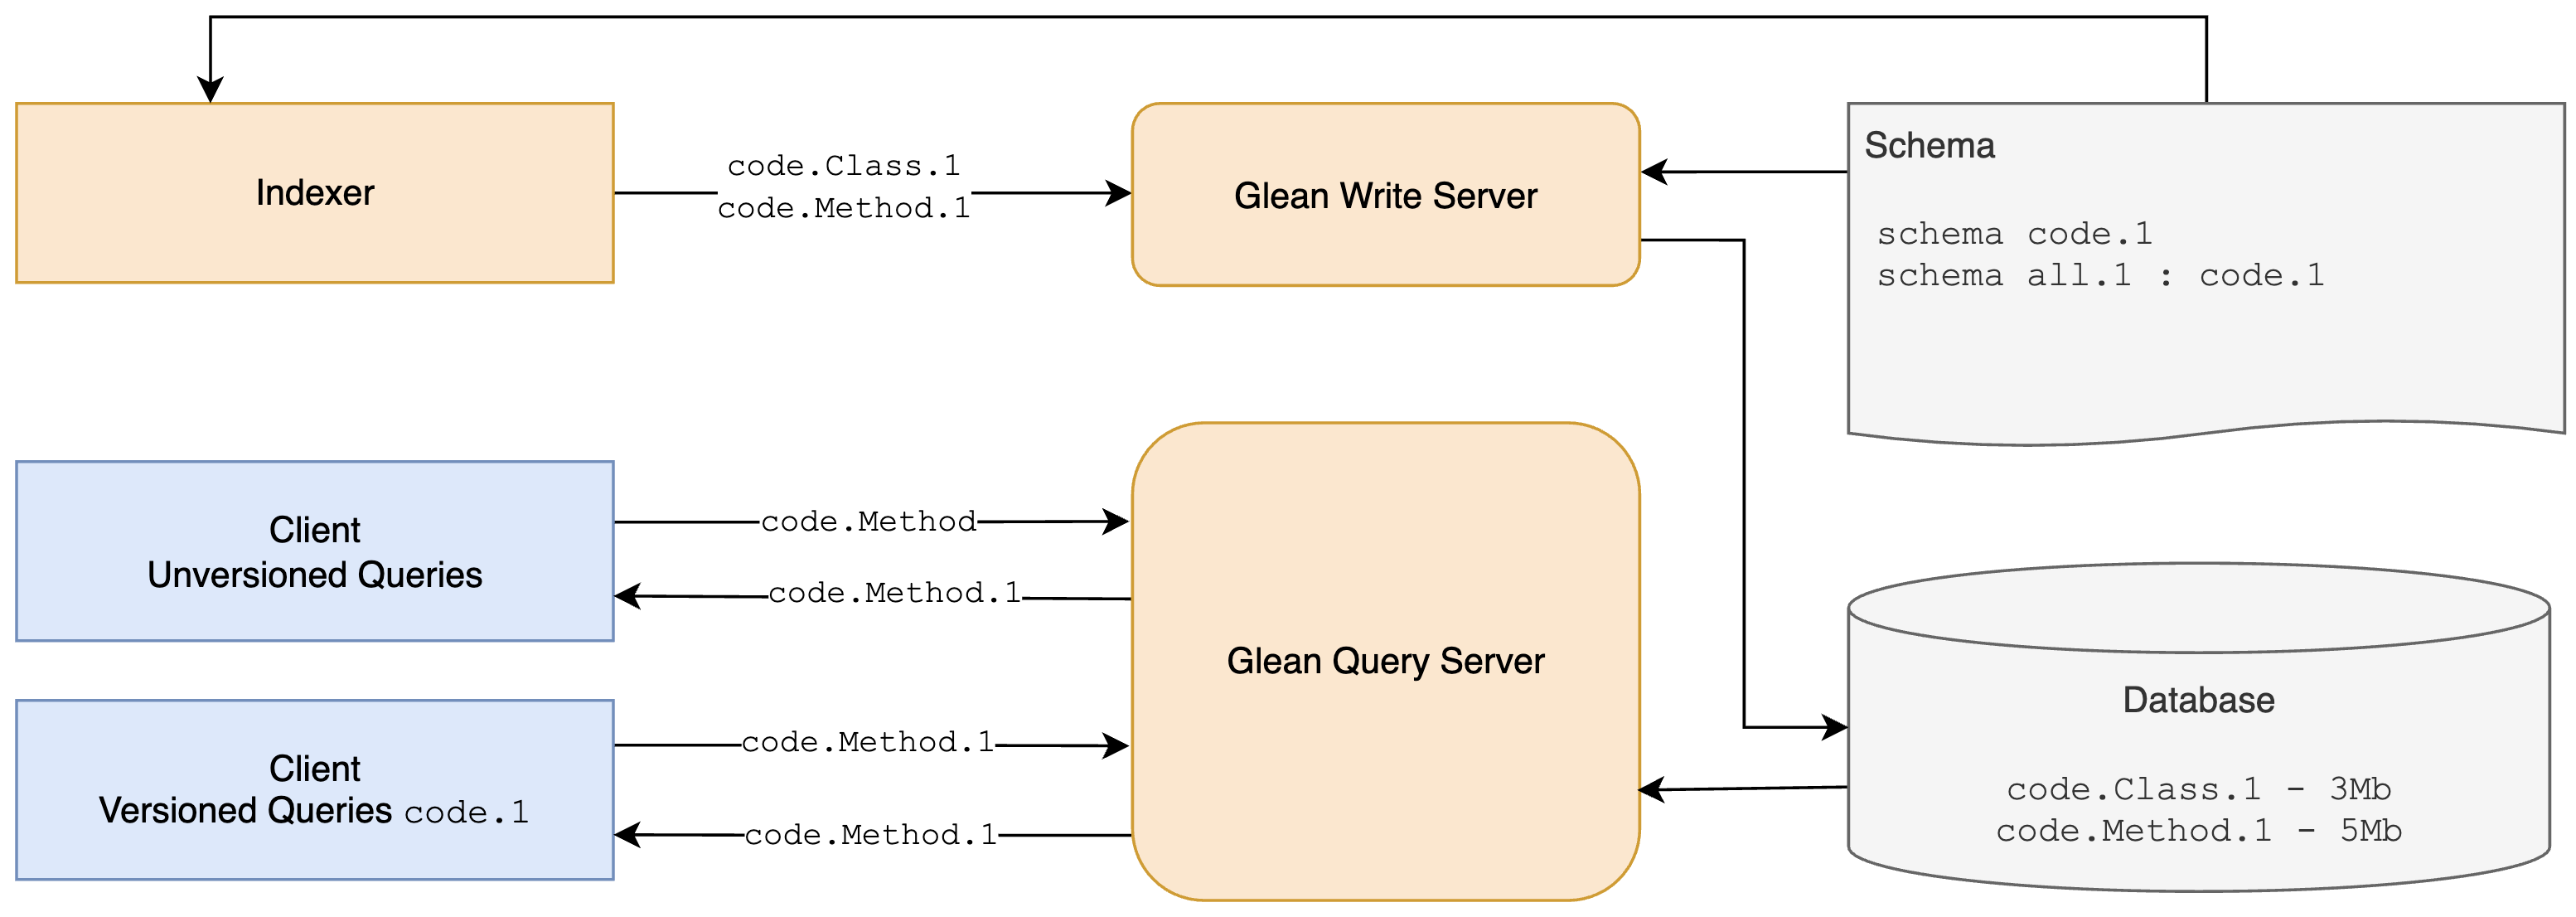 Indexer
code.Class.1
code.Method.1
Glean Write Server
Schema
schema code.1
schema all.1 : code.1
Client
Unversioned Queries
code.Method
code.Method.1
Glean Query Server
Client
Versioned Queries code.1
code.Method.1
code.Method.1
Database
code.Class.1 - 3Mb
code.Method.1 - 5Mb